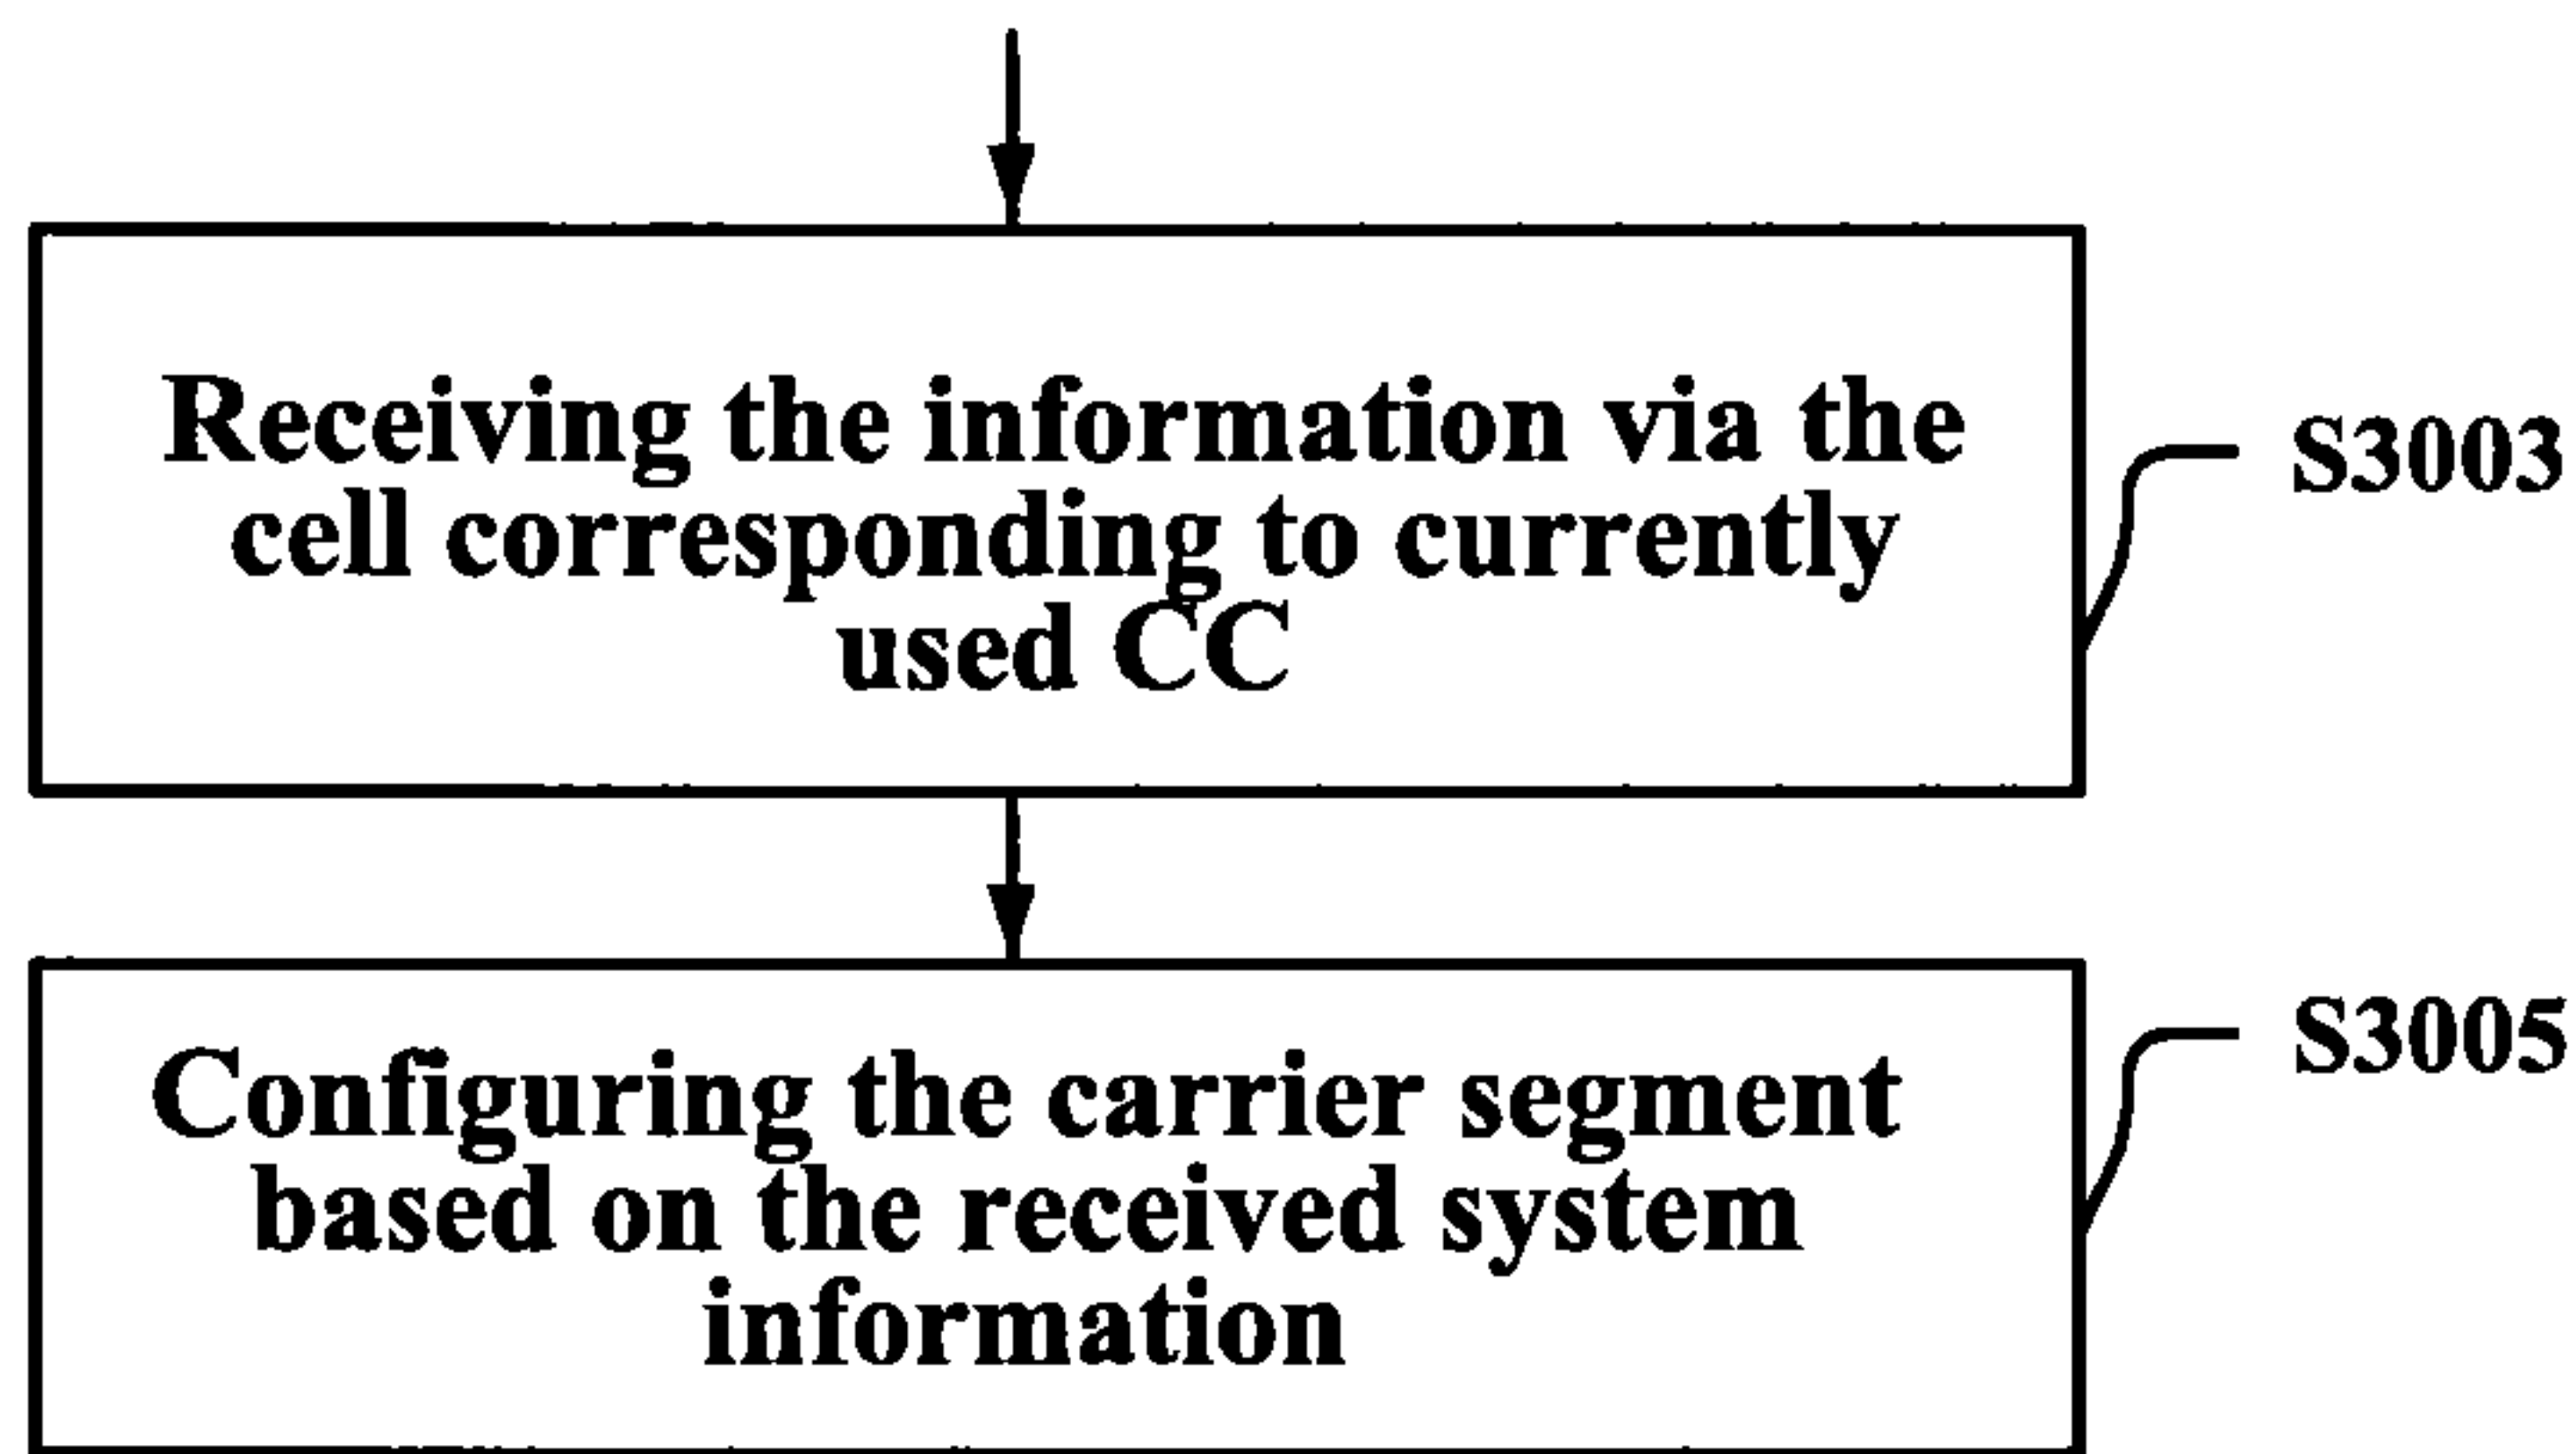 Receiving the information via the
cell corresponding to currently
used CC
S3003
Configuring the carrier segment
based on the received system
information
S3005